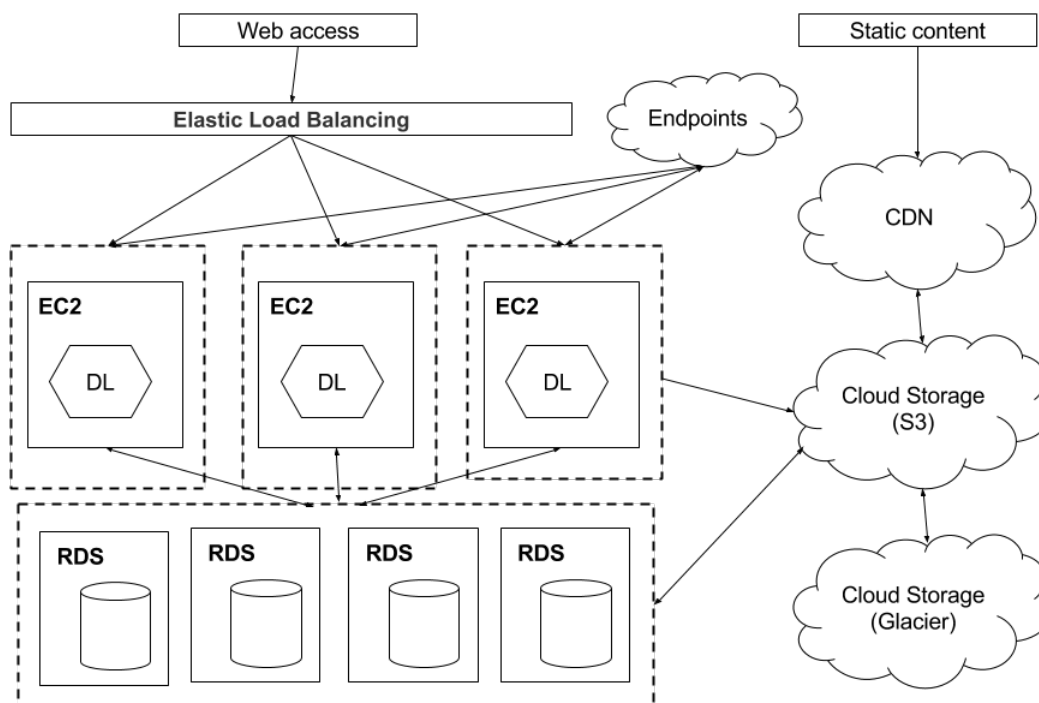 Web access
Static content
Elastic Load Balancing
Endpoints
CDN
EC2
EC2
EC2
DL
DL
DL
Cloud Storage
(S3)
RDS
RDS
RDS
RDS
Cloud Storage
(Glacier)